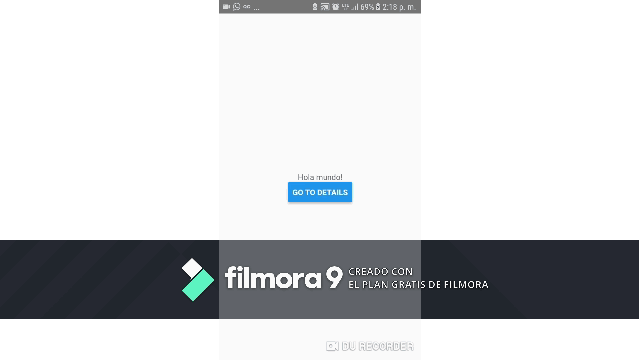 ... 69% 2:18 p. m.
Hola mundo!
GO TO DETAILS
filmora 9
CREADO CON
EL PLAN GRATIS DE FILMORA
DU RECORDER